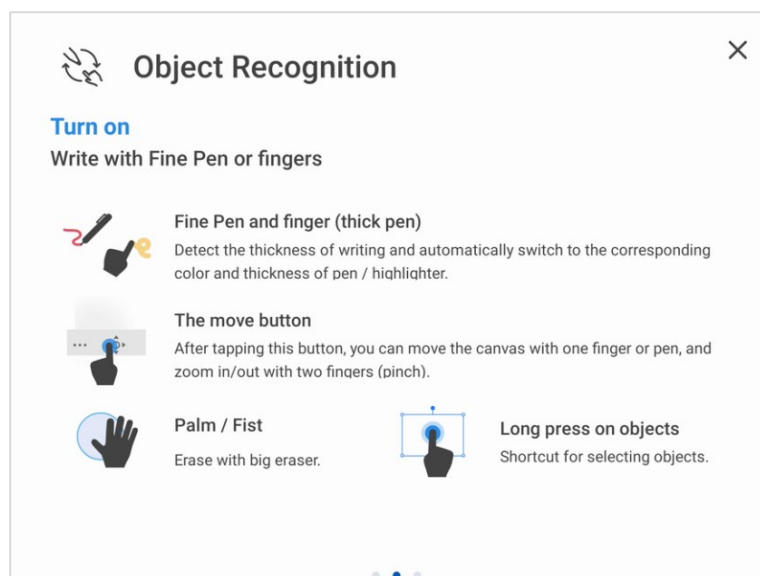 Object Recognition
Turn on
Write with Fine Pen or fingers
Fine Pen and finger (thick pen)
Detect the thickness of writing and automatically switch to the corresponding
color and thickness of pen / highlighter.
The move button
After tapping this button, you can move the canvas with one finger or pen, and
zoom in/out with two fingers (pinch).
Palm / Fist
Erase with big eraser.
Long press on objects
Shortcut for selecting objects.